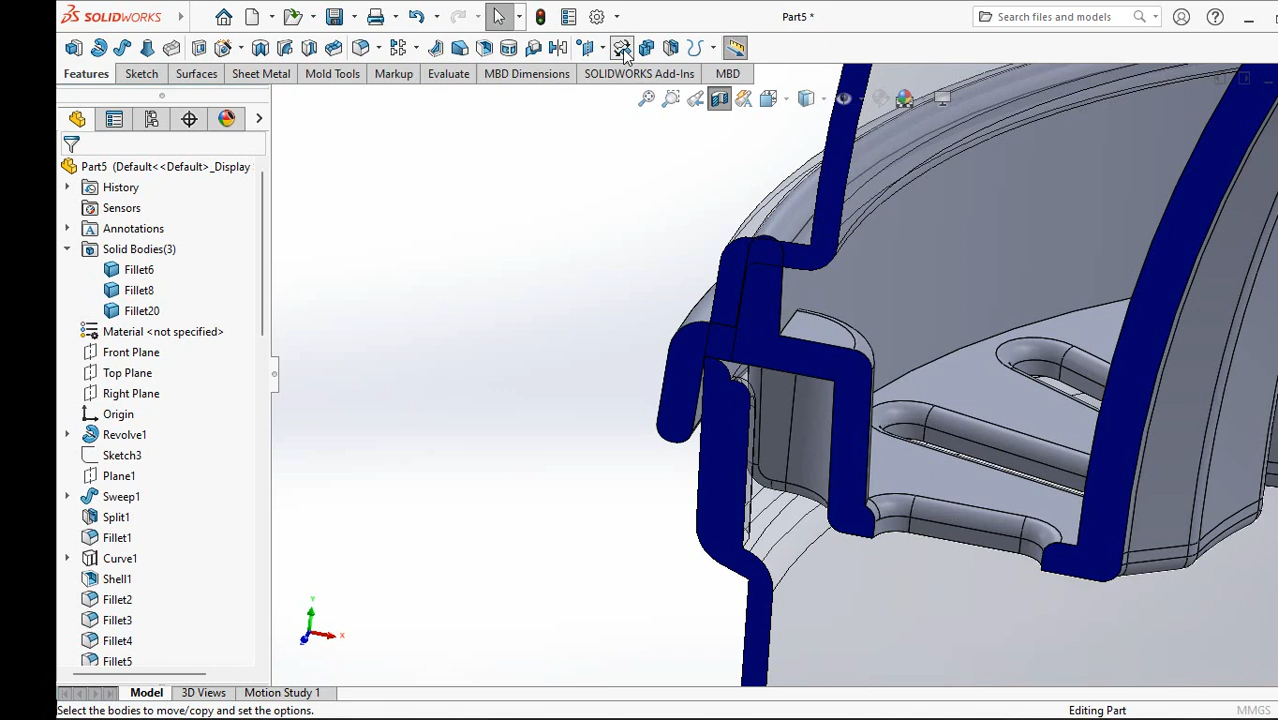 SOLIDWORKS
Part5 *
Search files and models
Features
Sketch
Surfaces
Sheet Metal
Mold Tools
Markup
Evaluate
MBD Dimensions
SOLIDWORKS Add-Ins
MBD
Part5 (Default<<Default>_Display
History
Sensors
Annotations
Solid Bodies(3)
Fillet6
Fillet8
Fillet20
Material <not specified>
Front Plane
Top Plane
Right Plane
Origin
Revolve1
Sketch3
Plane1
Sweep1
Split1
Fillet1
Curve1
Shell1
Fillet2
Fillet3
Fillet4
Fillet5
Y
X
Z
Model
3D Views
Motion Study 1
Select the bodies to move/copy and set the options.
Editing Part
MMGS